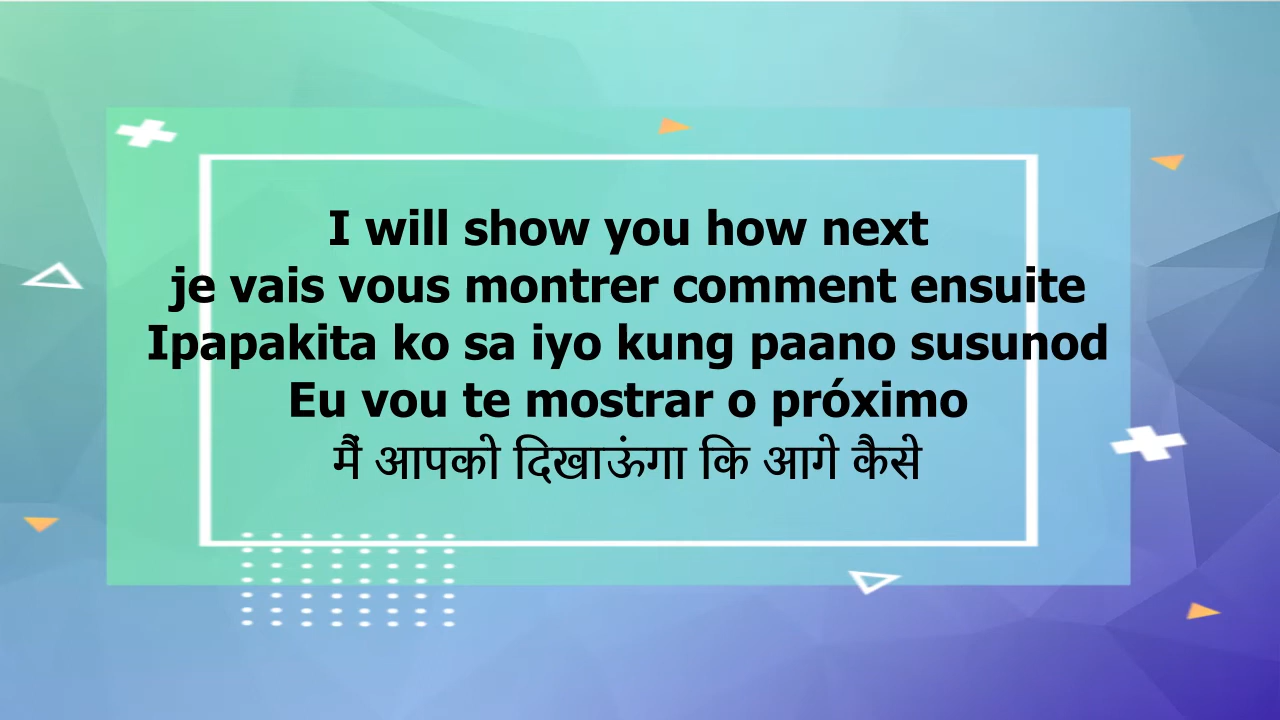 I will show you how next
je vais vous montrer comment ensuite
Ipapakita ko sa iyo kung paano susunod
Eu vou te mostrar o próximo
मैं आपको दिखाऊंगा कि आगे कैसे